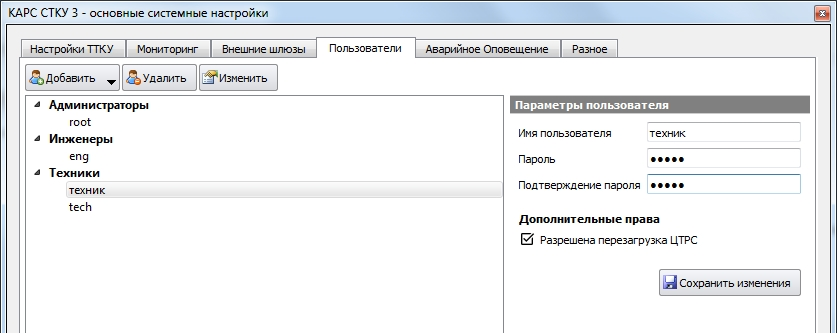 КАРС СТКУ 3 - основные системные настройки
Настройки ТТКУ Мониторинг Внешние шлюзы Пользователи Аварийное Оповещение Разное
Добавить Удалить Изменить
Администраторы
root
Инженеры
eng
Техники
техник
tech
Параметры пользователя
Имя пользователя техник
Пароль ●●●●●
Подтверждение пароля ●●●●●
Дополнительные права
Разрешена перезагрузка ЦТРС
Сохранить изменения